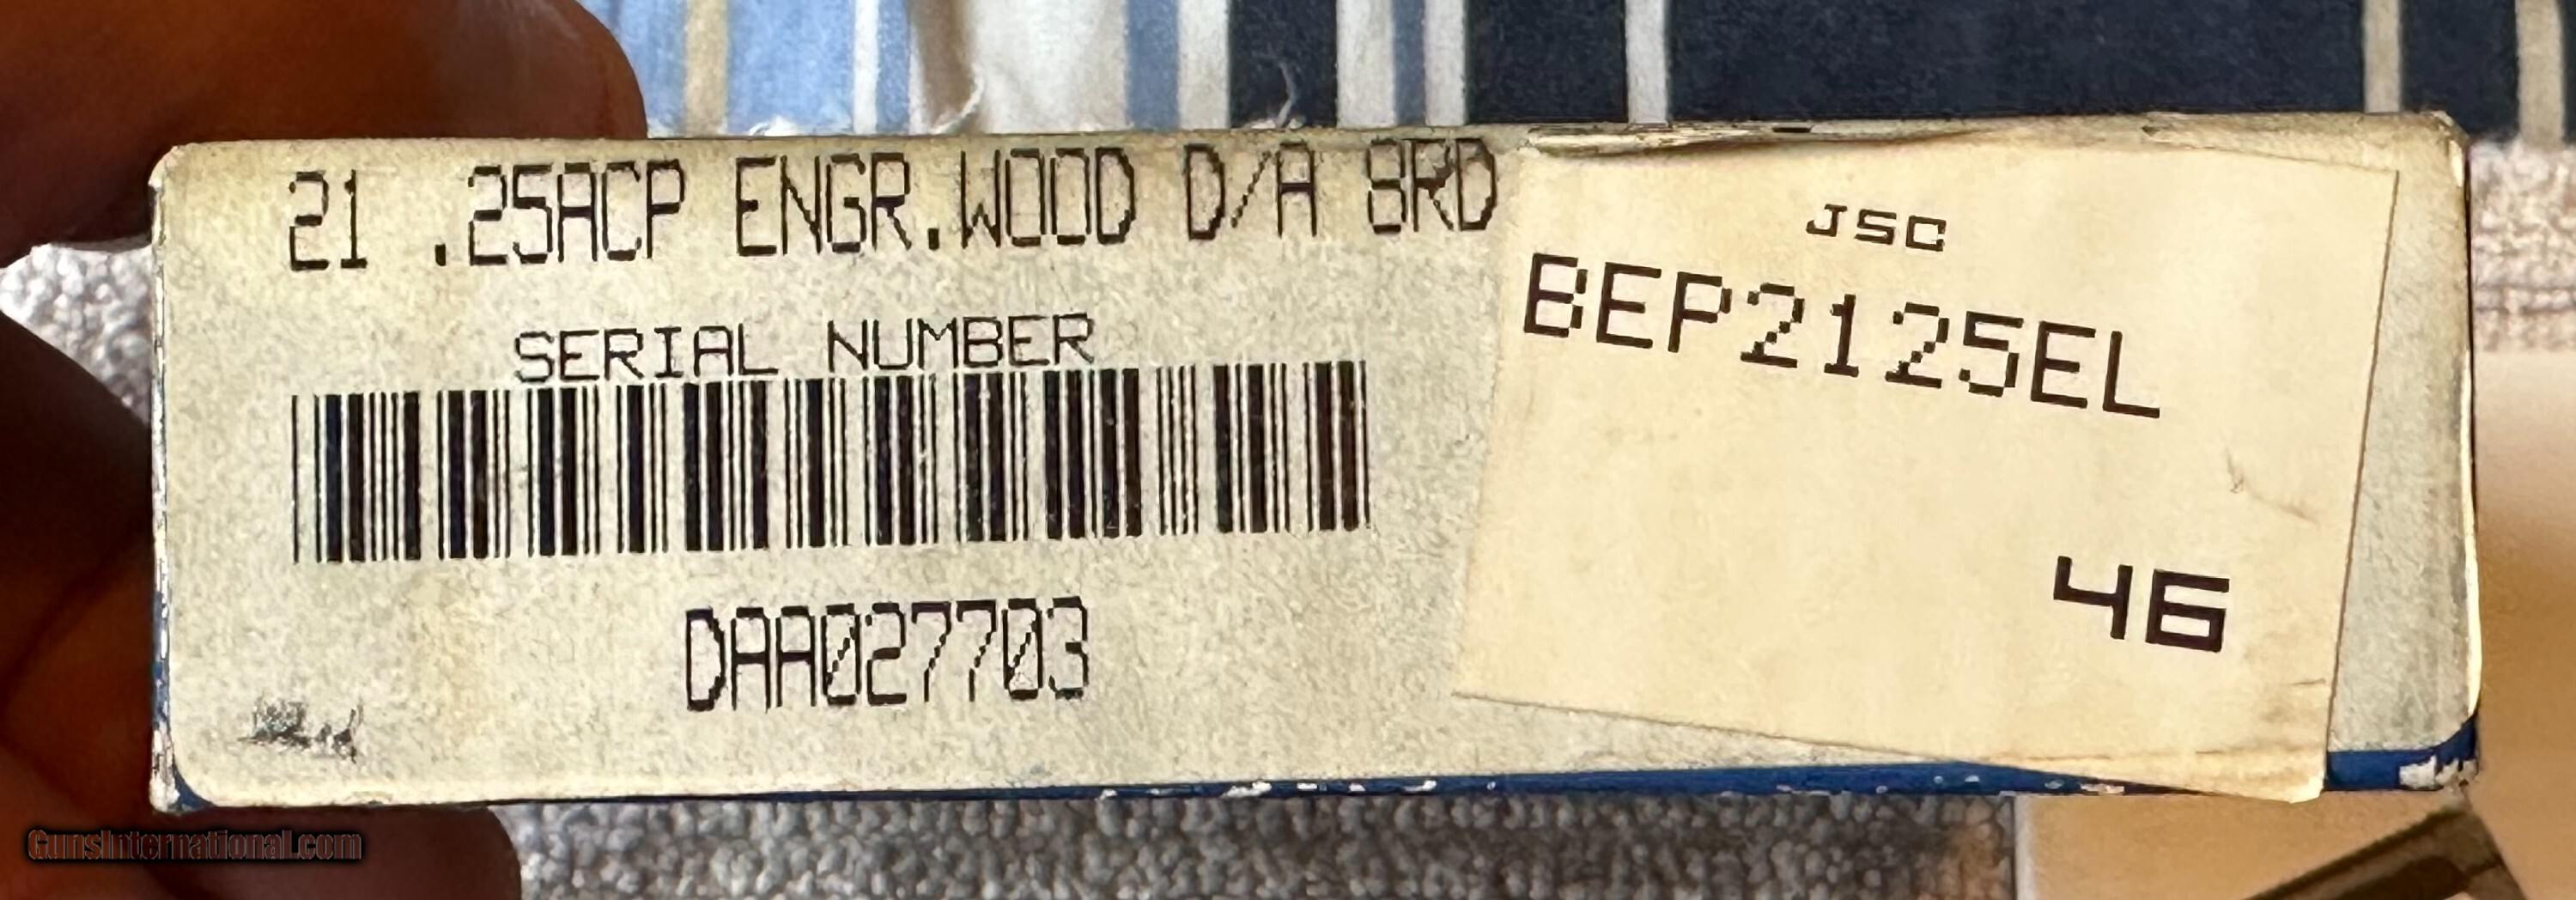 21 .25ACP ENGR.WOOD D/A 8RD
SERIAL NUMBER
DAA027703
JSC
BEP2125EL
46
GunsInternational.com